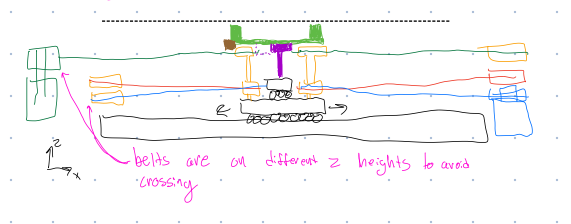 z
x
belts are on different z heights to avoid
crossing